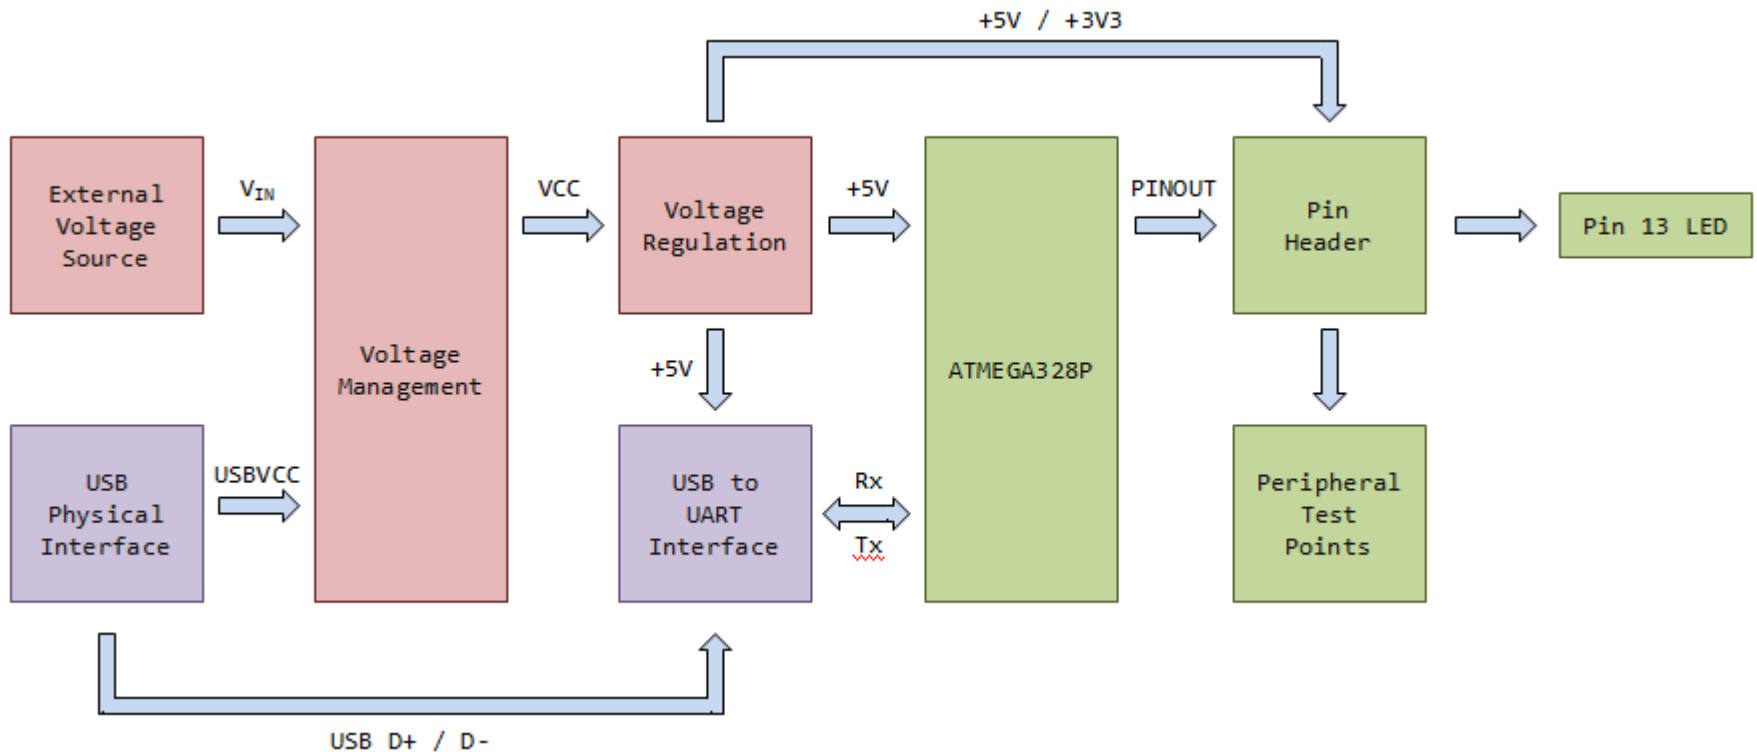 +5V / +3V3
External
Voltage
Source
VIN
Voltage
Management
VCC
Voltage
Regulation
+5V
ATMEGA328P
PINOUT
Pin
Header
Pin 13 LED
+5V
USB
Physical
Interface
USBVCC
USB to
UART
Interface
Rx
Tx
Peripheral
Test
Points
USB D+ / D-